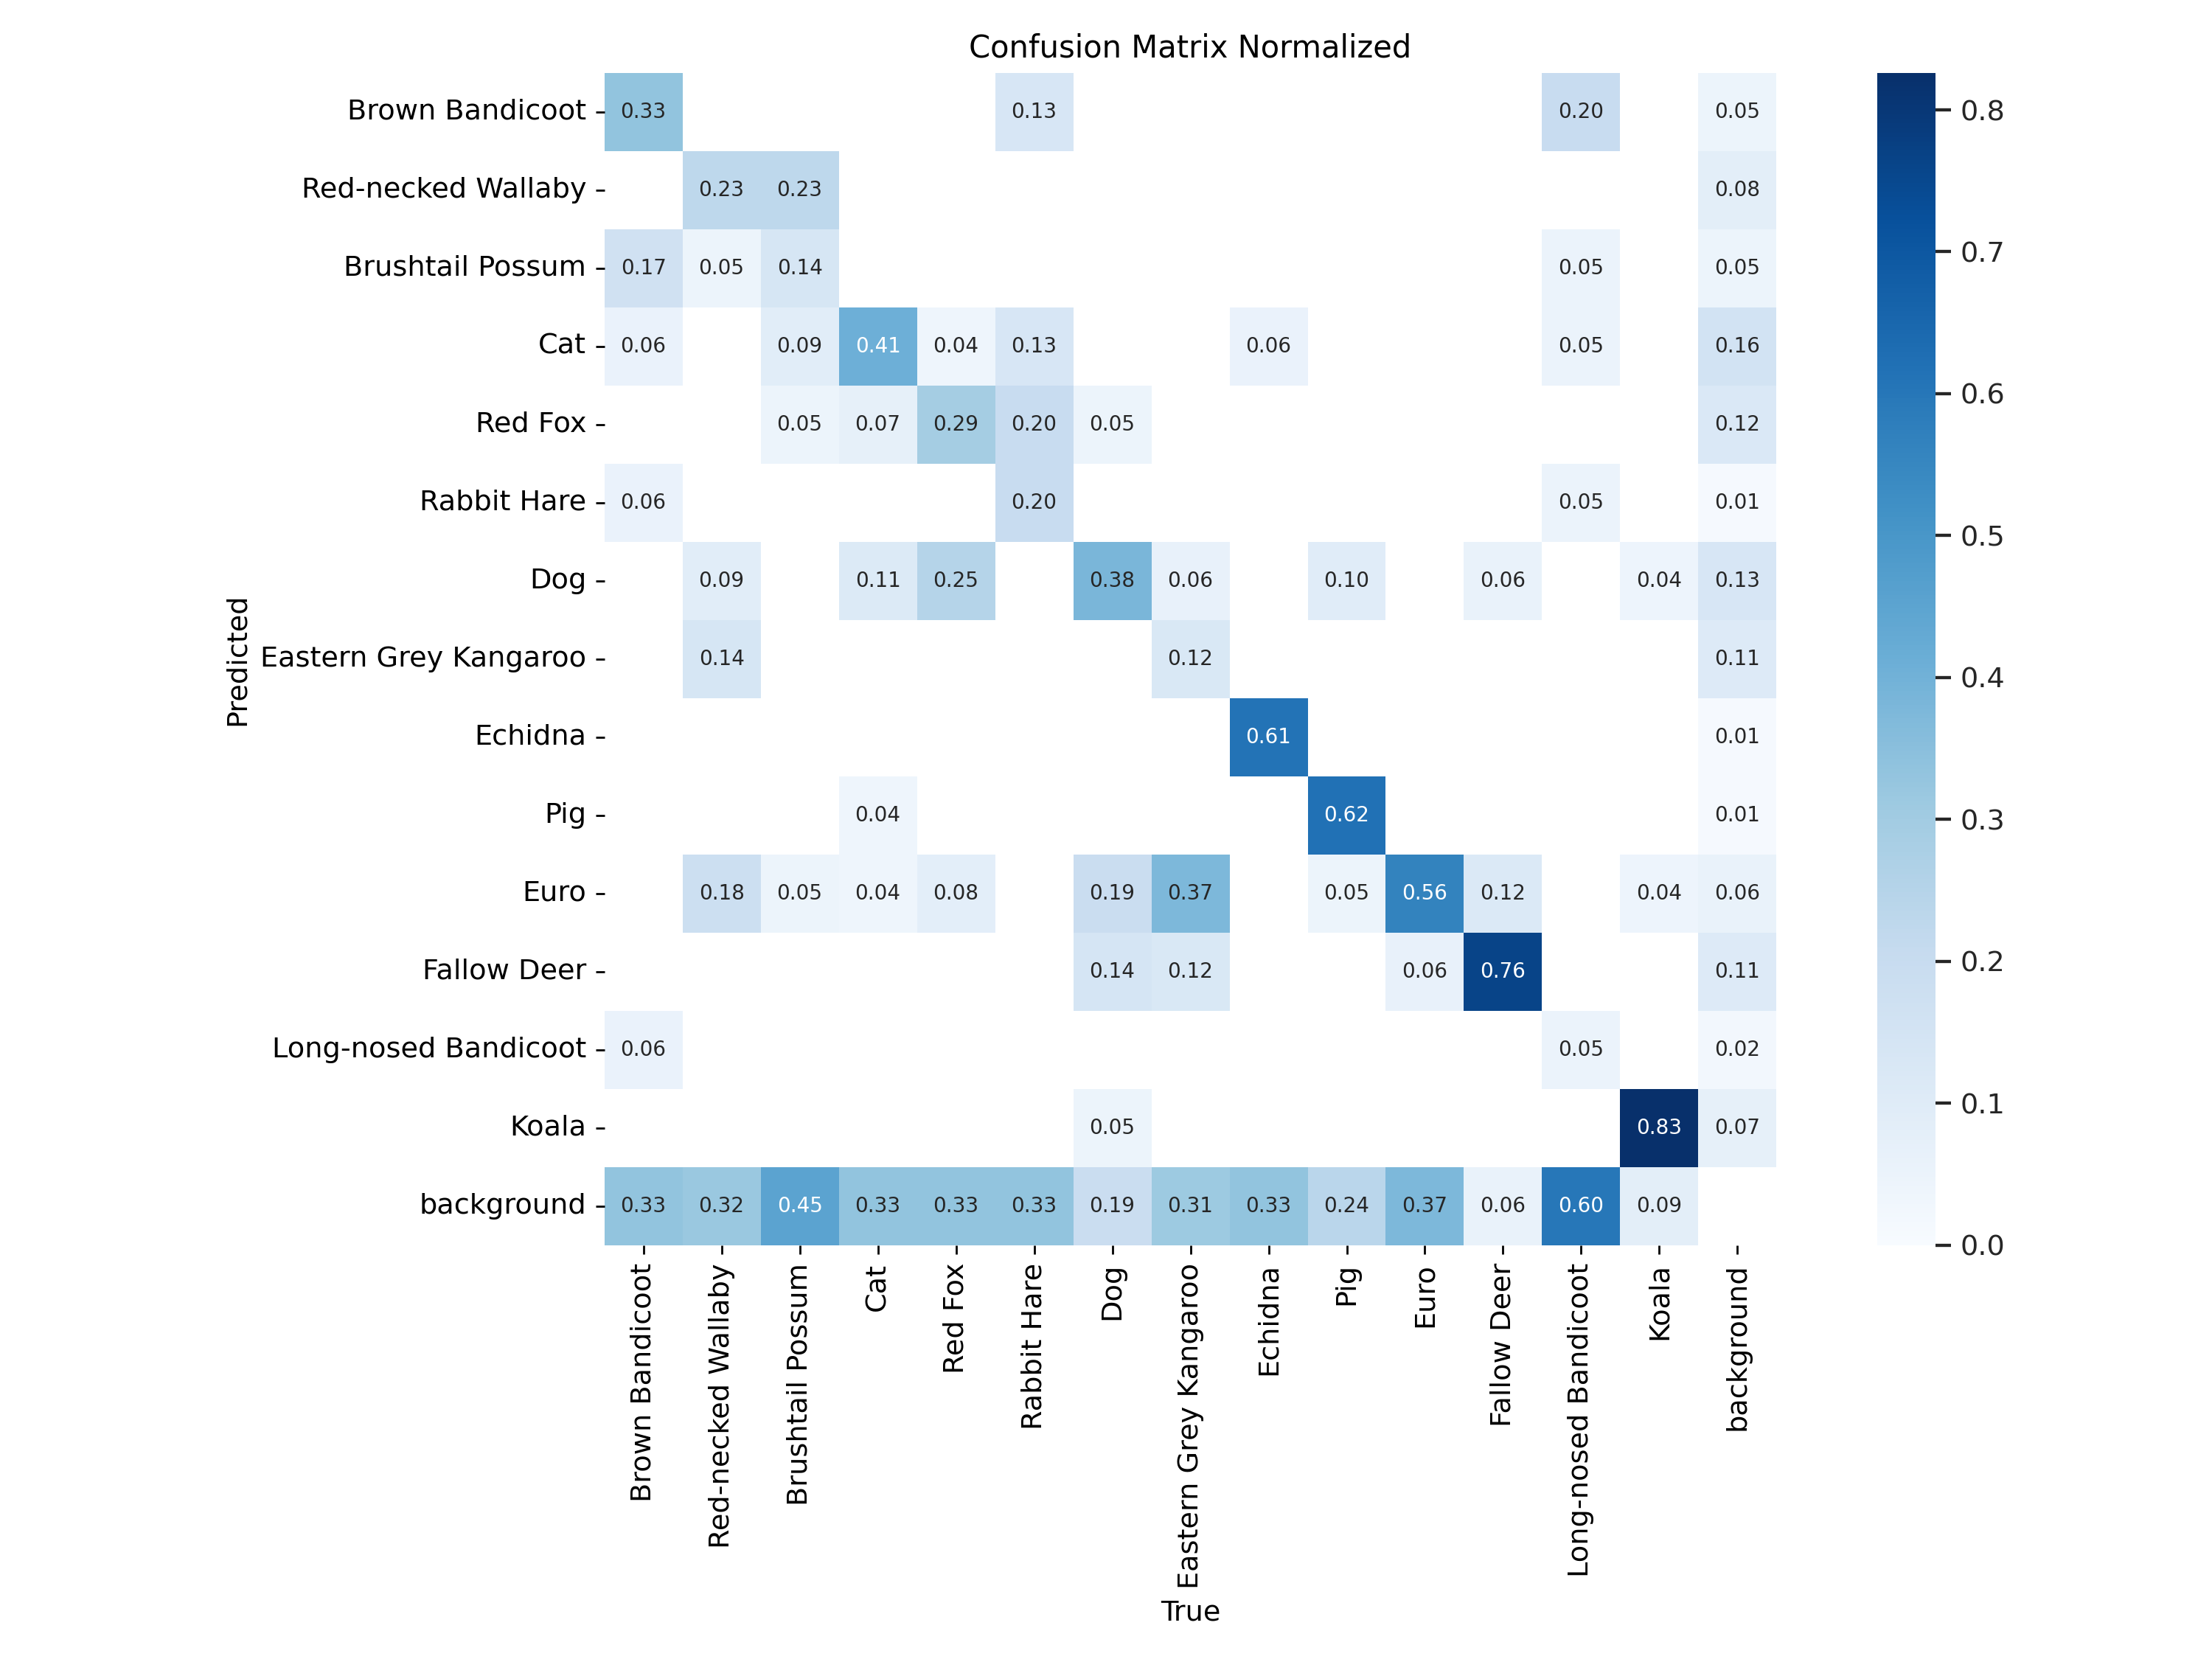 Confusion Matrix Normalized
Brown Bandicoot 0.33 0.13 0.20 0.05
Red-necked Wallaby 0.23 0.23 0.08
Brushtail Possum 0.17 0.05 0.14 0.05 0.05
Cat 0.06 0.09 0.41 0.04 0.13 0.06 0.05 0.16
Red Fox 0.05 0.07 0.29 0.20 0.05 0.12
Rabbit Hare 0.06 0.20 0.05 0.01
Dog 0.09 0.11 0.25 0.38 0.06 0.10 0.06 0.04 0.13
Eastern Grey Kangaroo 0.14 0.12 0.11
Echidna 0.61 0.01
Pig 0.04 0.62 0.01
Euro 0.18 0.05 0.04 0.08 0.19 0.37 0.05 0.56 0.12 0.04 0.06
Fallow Deer 0.14 0.12 0.06 0.76 0.11
Long-nosed Bandicoot 0.06 0.05 0.02
Koala 0.05 0.83 0.07
background 0.33 0.32 0.45 0.33 0.33 0.33 0.19 0.31 0.33 0.24 0.37 0.06 0.60 0.09
Predicted
Brown Bandicoot
Red-necked Wallaby
Brushtail Possum
Cat
Red Fox
Rabbit Hare
Dog
Eastern Grey Kangaroo
Echidna
Pig
Euro
Fallow Deer
Long-nosed Bandicoot
Koala
background
True
0.8
0.7
0.6
0.5
0.4
0.3
0.2
0.1
0.0